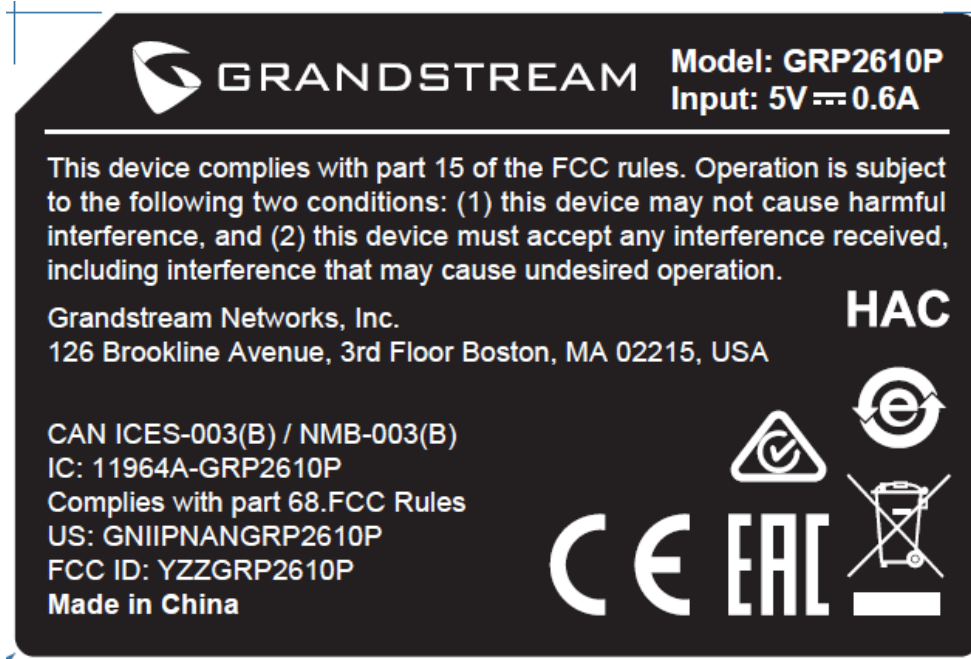 GRANDSTREAM
Model: GRP2610P
Input: 5V ⎓ 0.6A
This device complies with part 15 of the FCC rules. Operation is subject
to the following two conditions: (1) this device may not cause harmful
interference, and (2) this device must accept any interference received,
including interference that may cause undesired operation.
Grandstream Networks, Inc.
126 Brookline Avenue, 3rd Floor Boston, MA 02215, USA
HAC
e
CAN ICES-003(B) / NMB-003(B)
IC: 11964A-GRP2610P
Complies with part 68.FCC Rules
US: GNIIPNANGRP2610P
FCC ID: YZZGRP2610P
Made in China
CE EAC